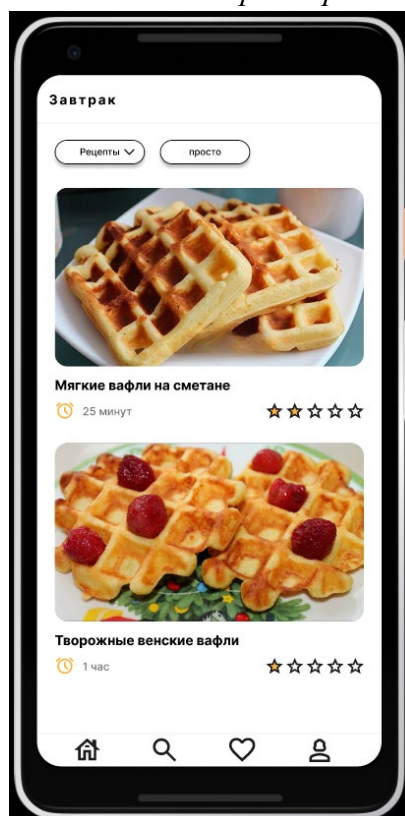 Завтрак
Рецепты просто
Мягкие вафли на сметане
25 минут
Творожные венские вафли
1 час